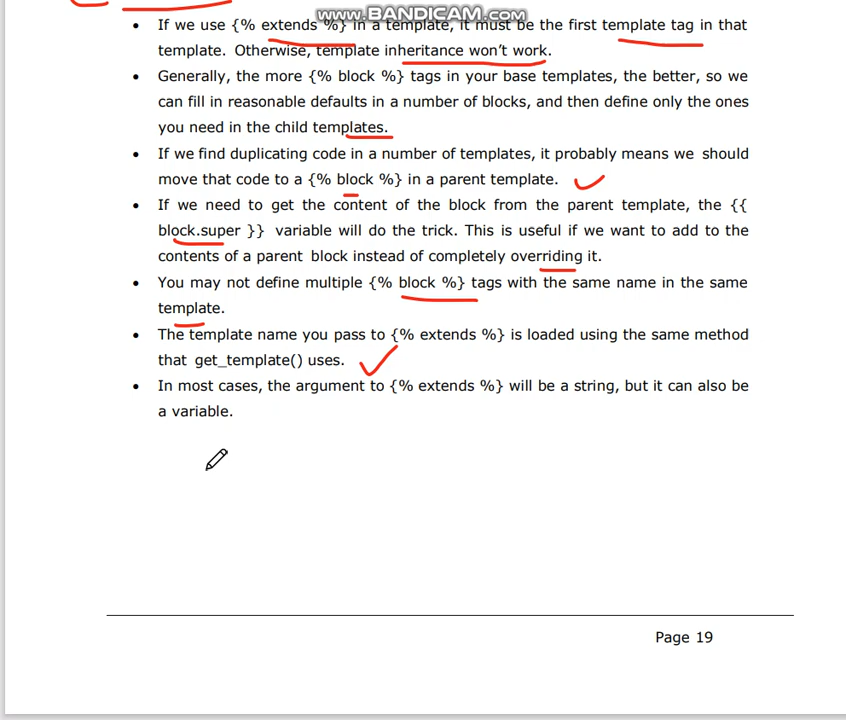 www.BANDICAM.com
• If we use {% extends %} in a template, it must be the first template tag in that
template. Otherwise, template inheritance won't work.
• Generally, the more {% block %} tags in your base templates, the better, so we
can fill in reasonable defaults in a number of blocks, and then define only the ones
you need in the child templates.
• If we find duplicating code in a number of templates, it probably means we should
move that code to a {% block %} in a parent template.
• If we need to get the content of the block from the parent template, the {{
block.super }} variable will do the trick. This is useful if we want to add to the
contents of a parent block instead of completely overriding it.
• You may not define multiple {% block %} tags with the same name in the same
template.
• The template name you pass to {% extends %} is loaded using the same method
that get_template() uses.
• In most cases, the argument to {% extends %} will be a string, but it can also be
a variable.
Page 19